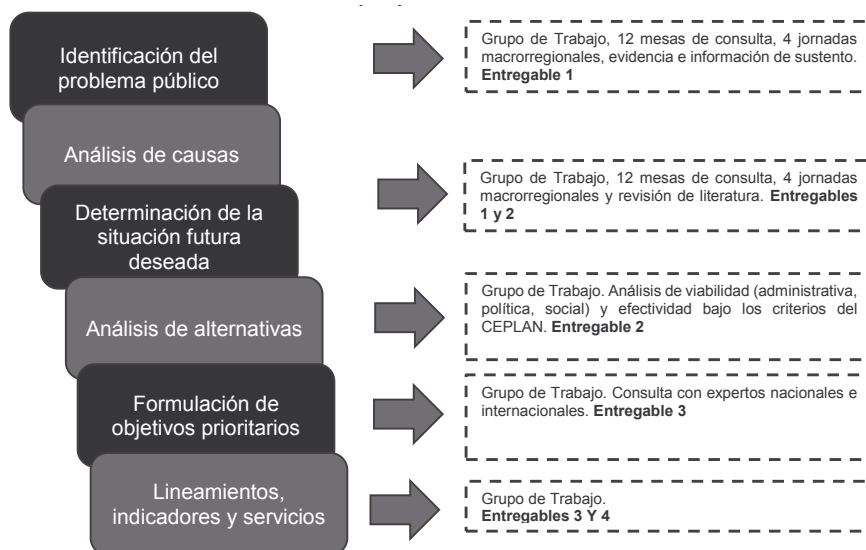 Identificación del
problema público
Grupo de Trabajo, 12 mesas de consulta, 4 jornadas
macrorregionales, evidencia e información de sustento.
Entregable 1
Análisis de causas
Grupo de Trabajo, 12 mesas de consulta, 4 jornadas
macrorregionales y revisión de literatura. Entregables
1 y 2
Determinación de la
situación futura
deseada
Análisis de alternativas
Grupo de Trabajo. Análisis de viabilidad (administrativa,
política, social) y efectividad bajo los criterios del
CEPLAN. Entregable 2
Formulación de
objetivos prioritarios
Grupo de Trabajo. Consulta con expertos nacionales e
internacionales. Entregable 3
Lineamientos,
indicadores y servicios
Grupo de Trabajo.
Entregables 3 Y 4